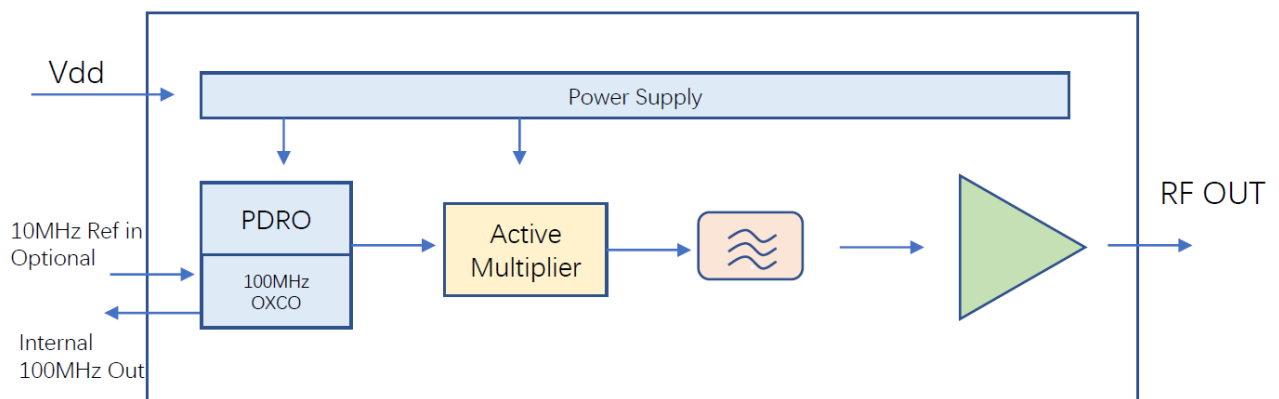 Vdd
Power Supply
PDRO
100MHz
OXCO
10MHz Ref in
Optional
Internal
100MHz Out
Active
Multiplier
RF OUT